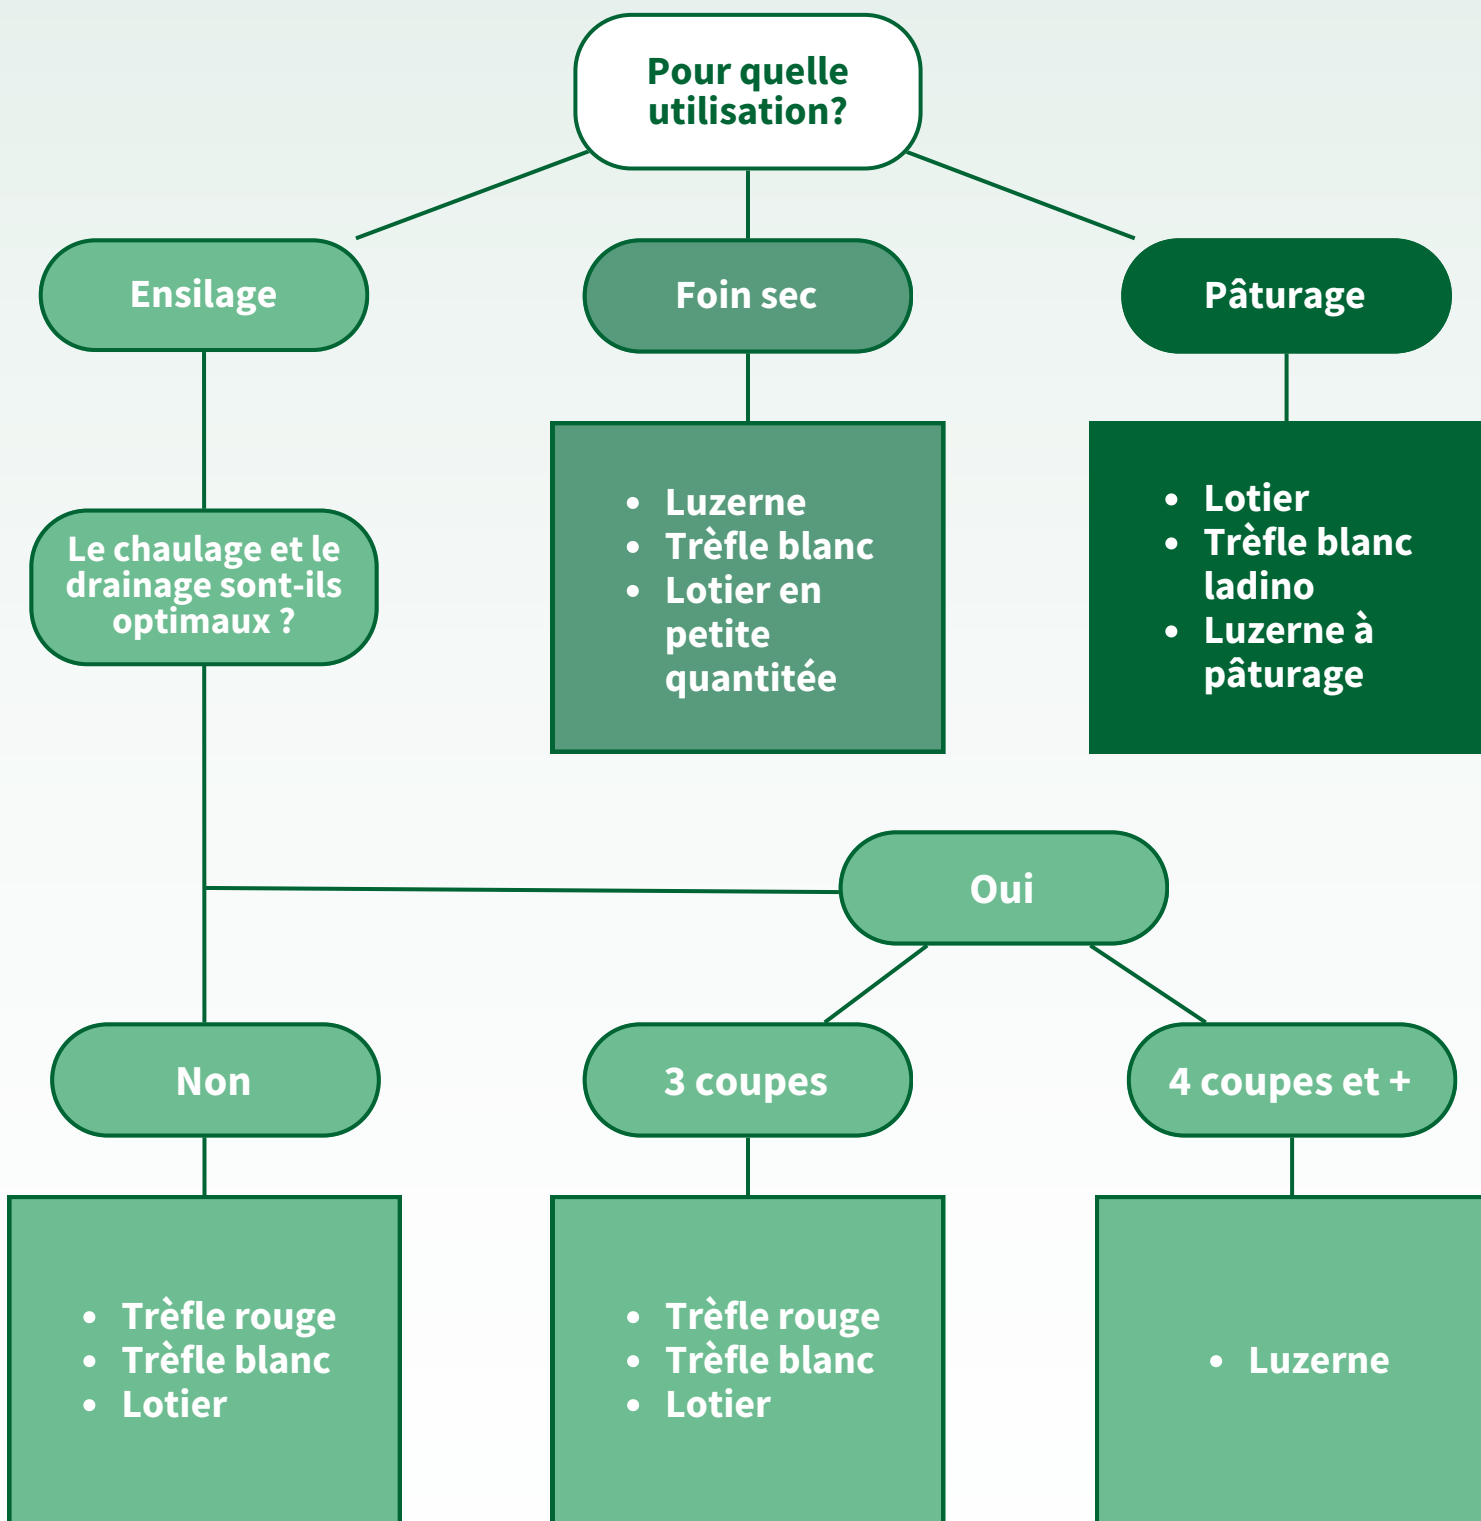 Pour quelle
utilisation?
Ensilage
Foin sec
Pâturage
Le chaulage et le
drainage sont-ils
optimaux ?
• Luzerne
• Trèfle blanc
• Lotier en
petite
quantitée
• Lotier
• Trèfle blanc
ladino
• Luzerne à
pâturage
Oui
Non
3 coupes
4 coupes et +
• Trèfle rouge
• Trèfle blanc
• Lotier
• Trèfle rouge
• Trèfle blanc
• Lotier
• Luzerne